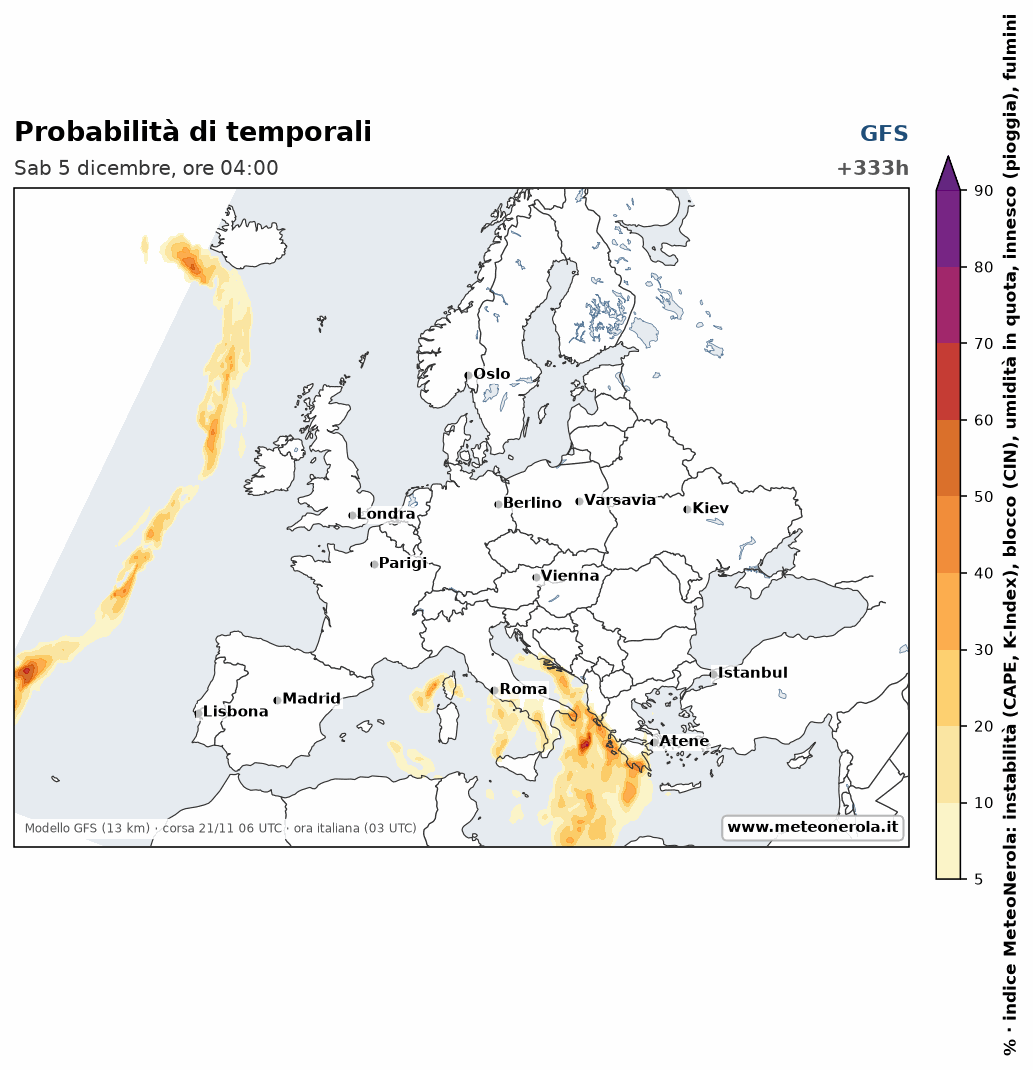 Probabilità di temporali
GFS
Sab 5 dicembre, ore 04:00
+333h
Oslo
Berlino
Varsavia
Kiev
Londra
Parigi
Vienna
Istanbul
Roma
Madrid
Lisbona
Atene
Modello GFS (13 km) · corsa 21/11 06 UTC · ora italiana (03 UTC)
www.meteonerola.it
90
80
70
60
50
40
30
20
10
5
% · indice MeteoNerola: instabilità (CAPE, K-Index), blocco (CIN), umidità in quota, innesco (pioggia), fulmini